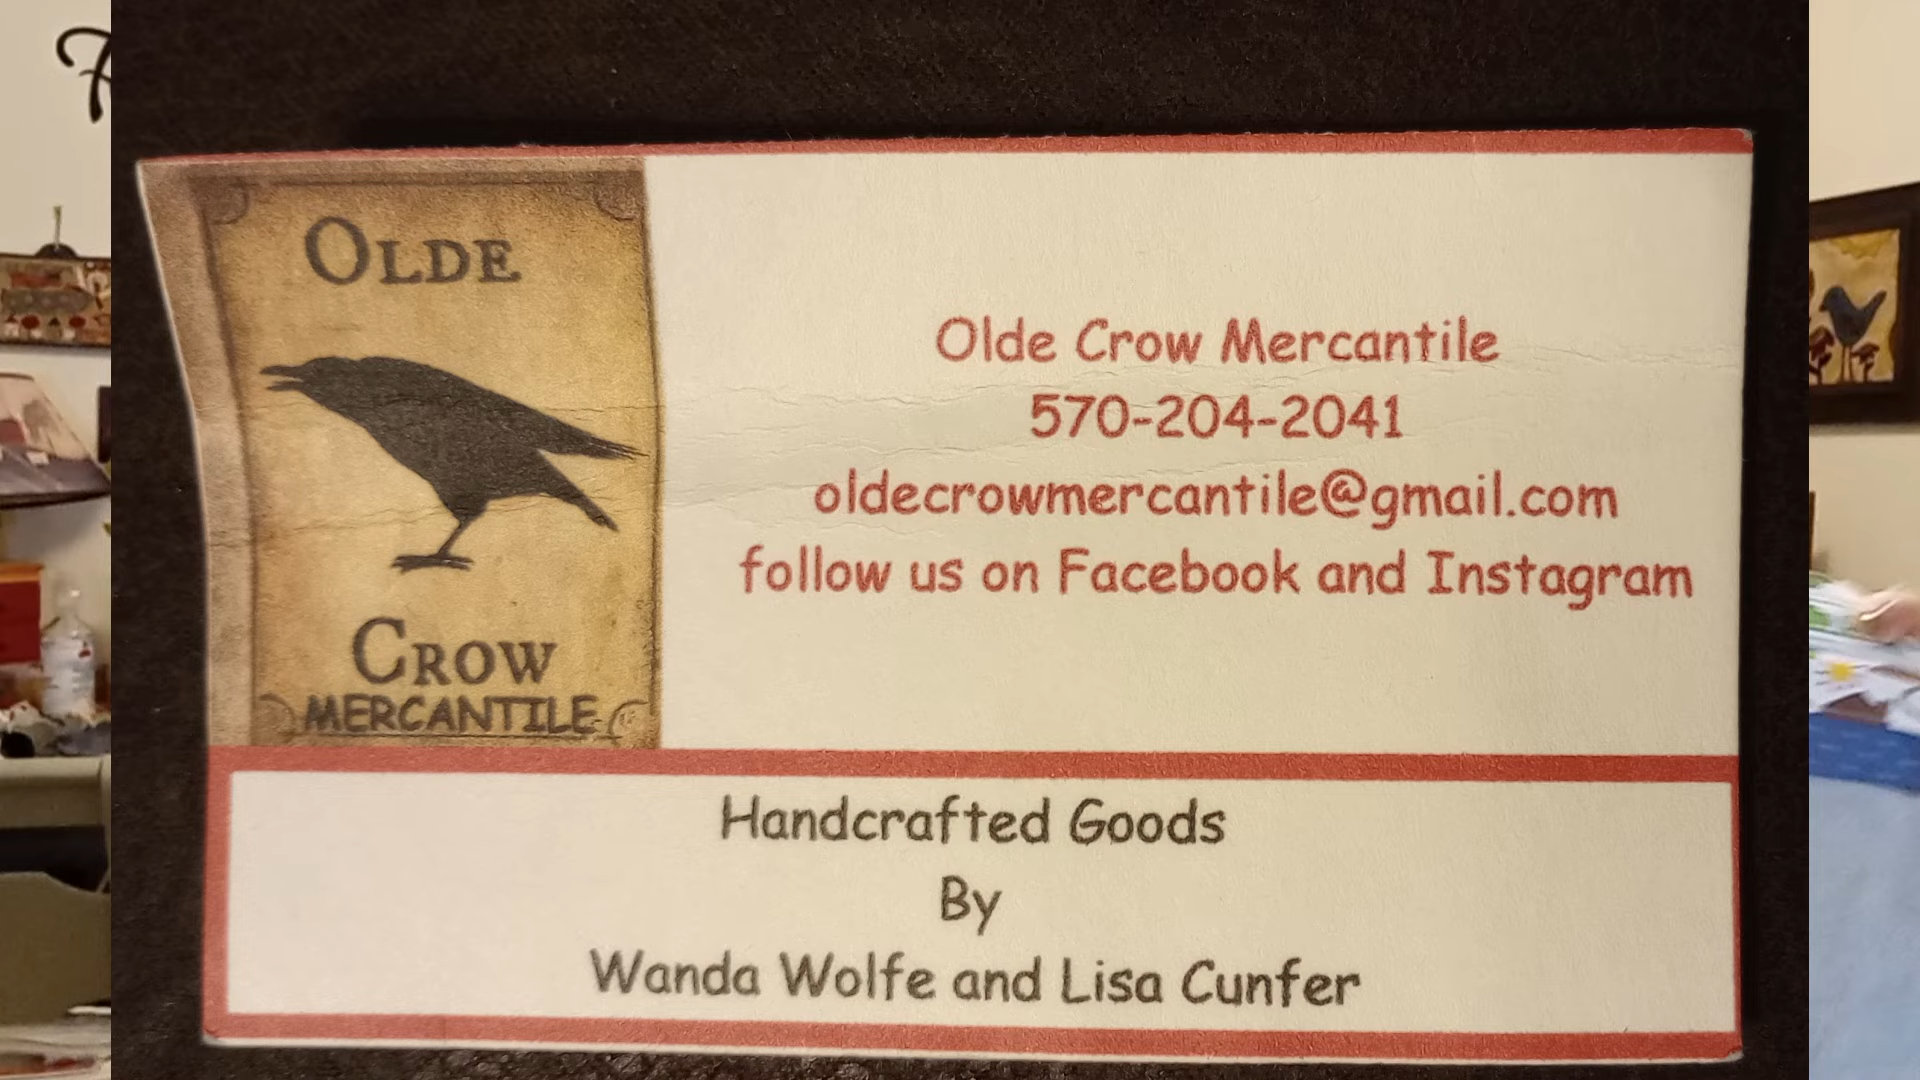 OLDE
CROW
MERCANTILE
Olde Crow Mercantile
570-204-2041
oldecrowmercantile@gmail.com
follow us on Facebook and Instagram
Handcrafted Goods
By
Wanda Wolfe and Lisa Cunfer